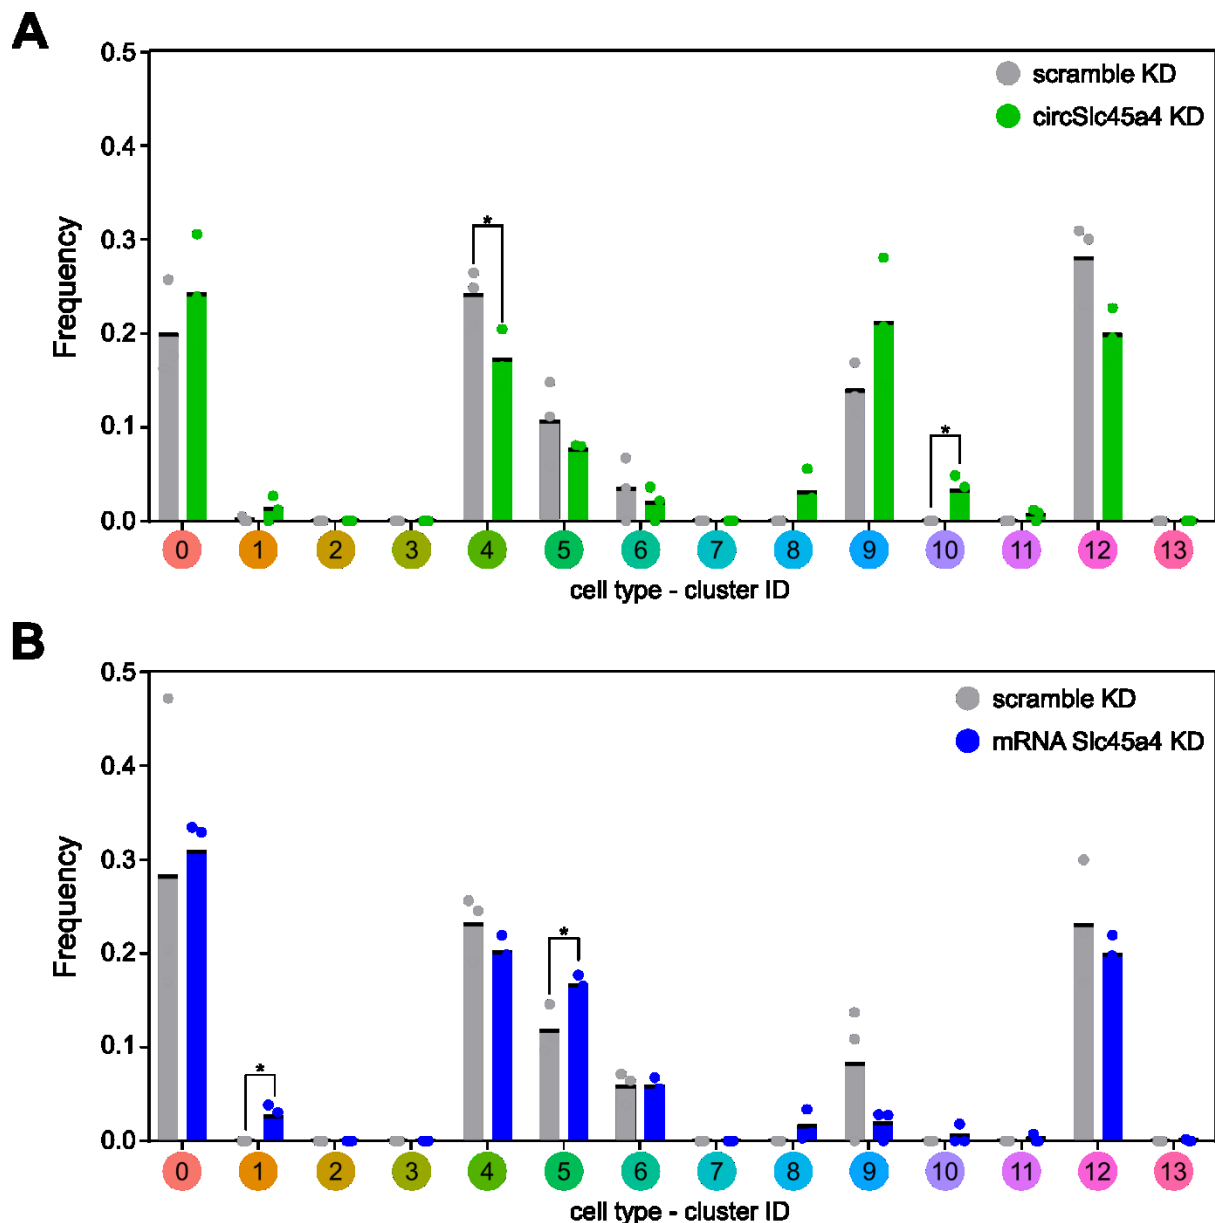 A
0.5
scramble KD
circSlc45a4 KD
0.4
0.3
*
0.2
0.1
*
0.0
Frequency
0 1 2 3 4 5 6 7 8 9 10 11 12 13
cell type - cluster ID
B
0.5
scramble KD
mRNA Slc45a4 KD
0.4
0.3
0.2
*
0.1
*
0.0
Frequency
0 1 2 3 4 5 6 7 8 9 10 11 12 13
cell type - cluster ID